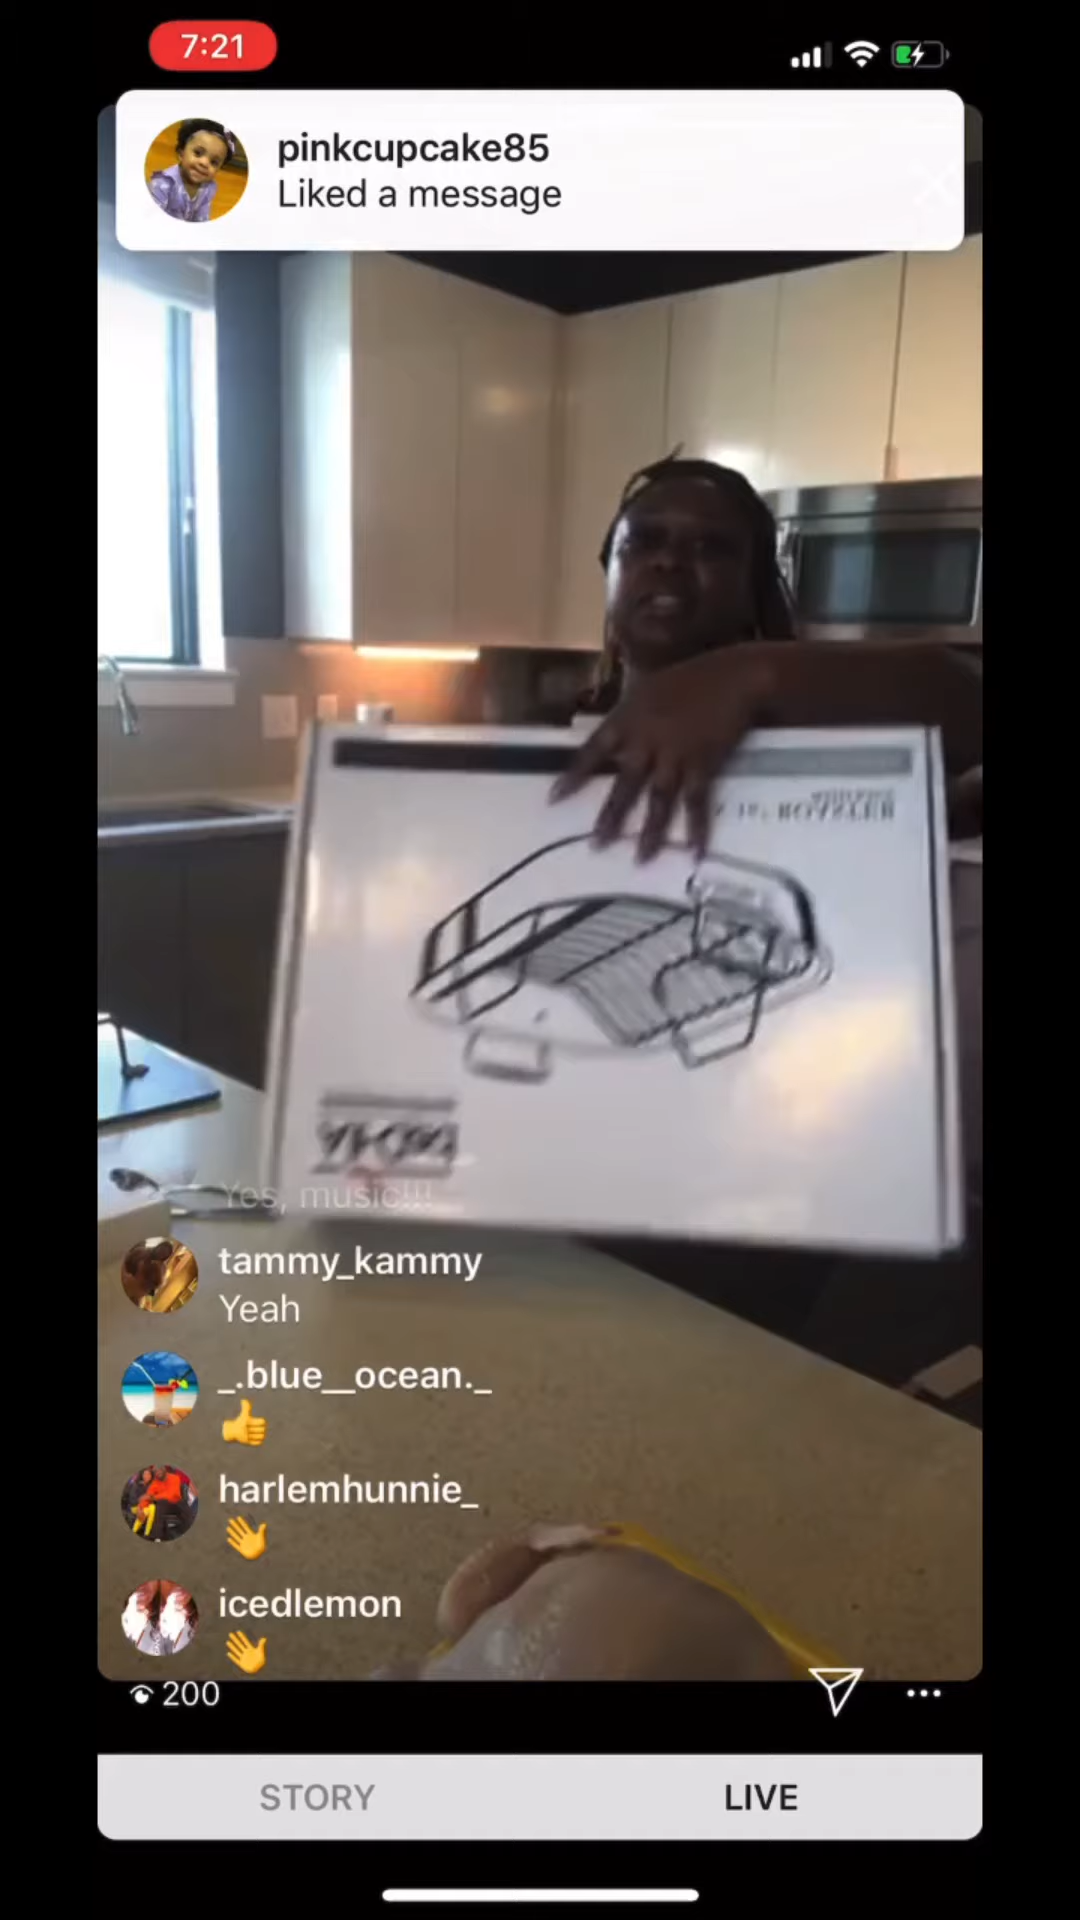 7:21
pinkcupcake85
Liked a message
Yes, music!!!
tammy_kammy
Yeah
_.blue__ocean._
👍
harlemhunnie_
👋
icedlemon
👋
200
STORY
LIVE